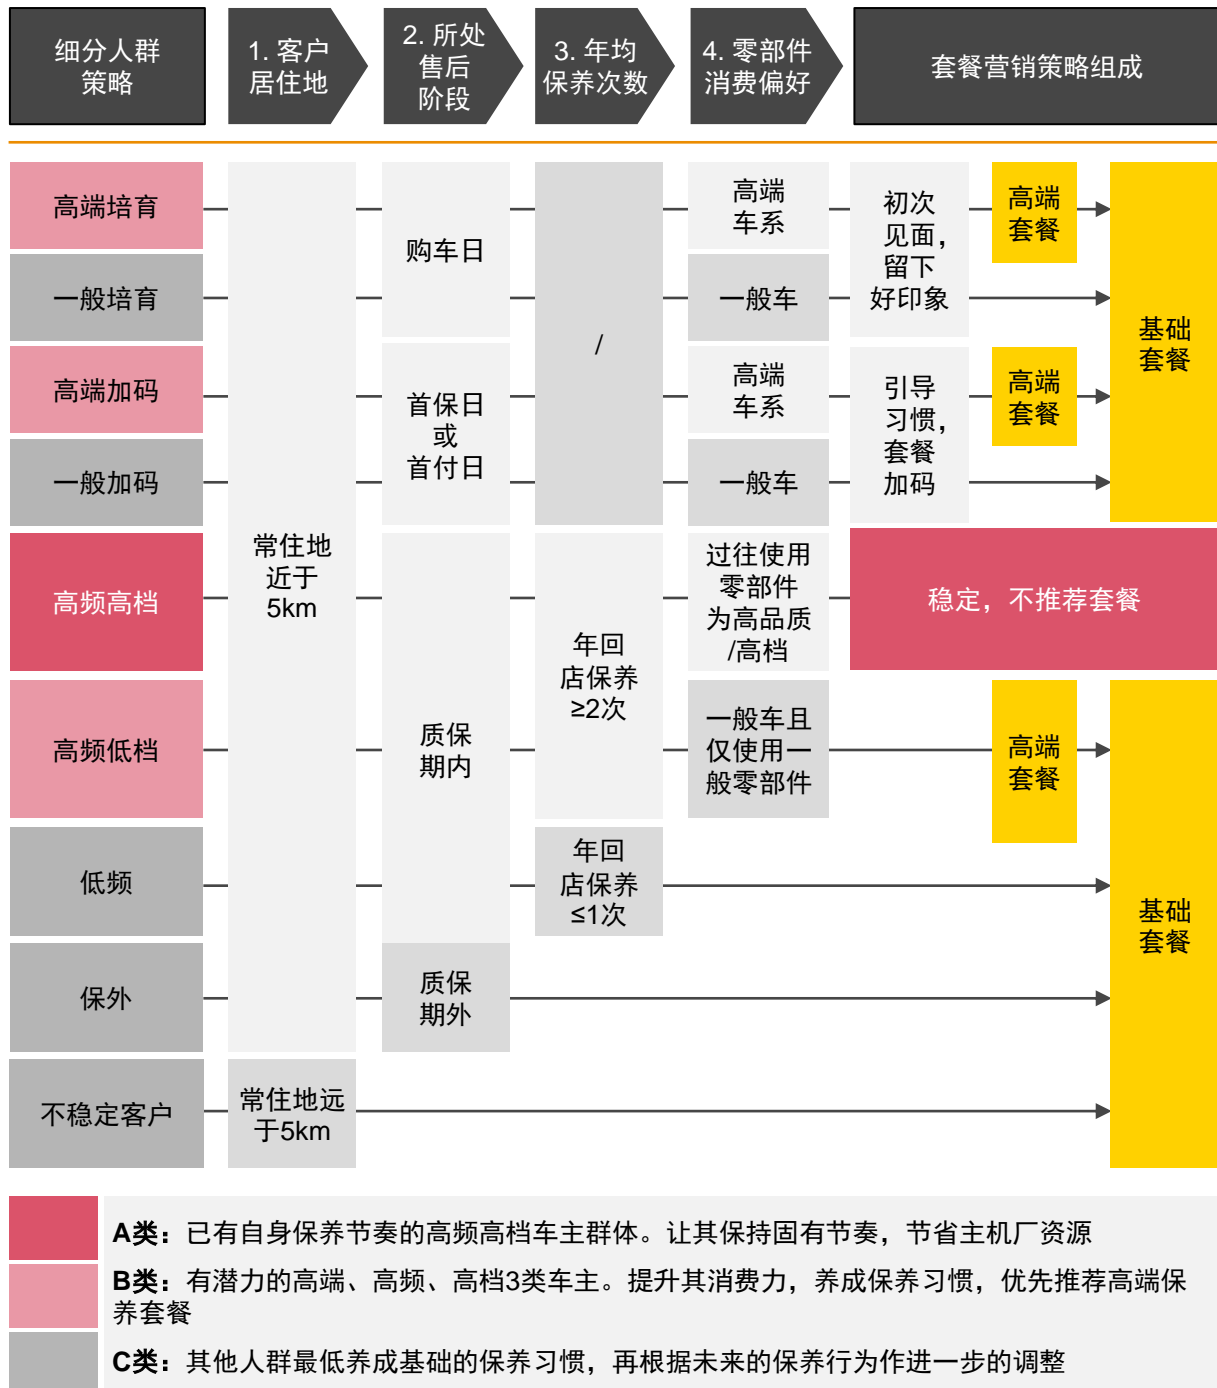 细分人群
策略
1. 客户
居住地
2. 所处
售后
阶段
3. 年均
保养次数
4. 零部件
消费偏好
套餐营销策略组成
高端培育
一般培育
高端加码
一般加码
高频高档
高频低档
低频
保外
不稳定客户
常住地
近于
5km
常住地远
于5km
购车日
首保日
或
首付日
质保
期内
质保
期外
/
年回
店保养
≥2次
年回
店保养
≤1次
高端
车系
一般车
高端
车系
一般车
过往使用
零部件
为高品质
/高档
一般车且
仅使用一
般零部件
初次
见面，
留下
好印象
引导
习惯，
套餐
加码
高端
套餐
高端
套餐
基础
套餐
稳定，不推荐套餐
高端
套餐
基础
套餐
A类：已有自身保养节奏的高频高档车主群体。让其保持固有节奏，节省主机厂资源
B类：有潜力的高端、高频、高档3类车主。提升其消费力，养成保养习惯，优先推荐高端保
养套餐
C类：其他人群最低养成基础的保养习惯，再根据未来的保养行为作进一步的调整